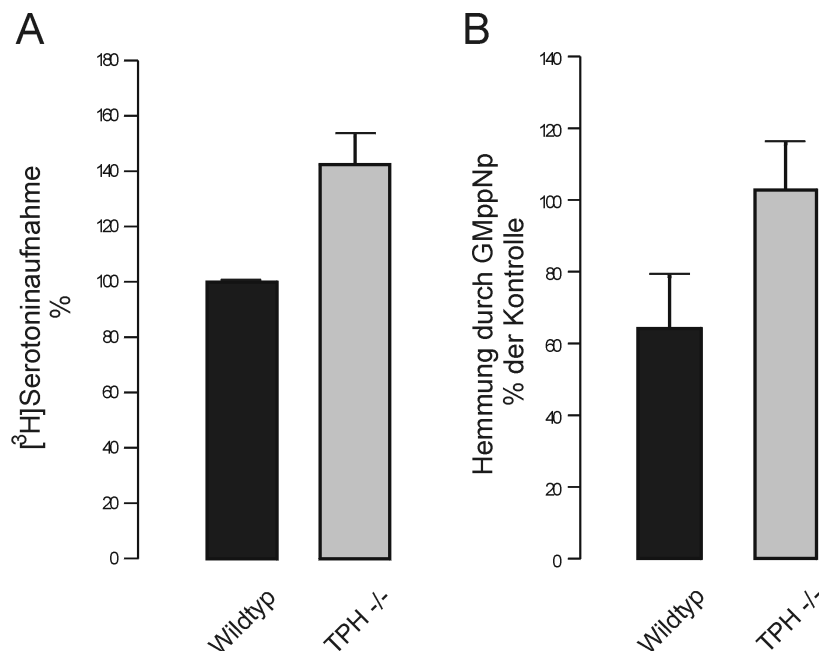 A
180
160
140
120
100
80
60
40
20
0
[³H]Serotoninaufnahme
%
Wildtyp
TPH -/-
B
140
120
100
80
60
40
20
0
Hemmung durch GMppNp
% der Kontrolle
Wildtyp
TPH -/-